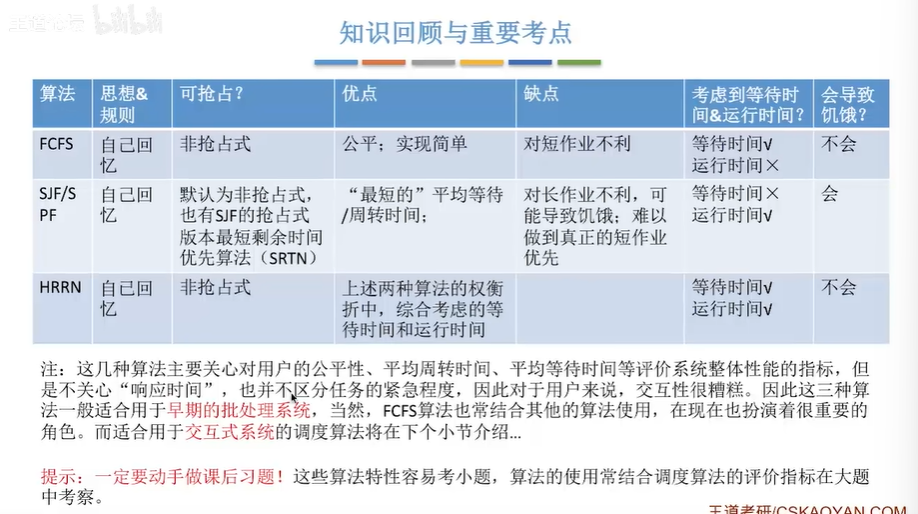 bilibili
知识回顾与重要考点
算法 思想& 可抢占？ 优点 缺点 考虑到等待时 会导致
规则 间&运行时间？ 饥饿？
FCFS 自己回 非抢占式 公平；实现简单 对短作业不利 等待时间√ 不会
忆 运行时间×
SJF/S 自己回 默认为非抢占式， “最短的”平均等待 对长作业不利，可 等待时间× 会
PF 忆 也有SJF的抢占式 /周转时间； 能导致饥饿；难以 运行时间√
版本最短剩余时间 做到真正的短作业
优先算法（SRTN） 优先
HRRN 自己回 非抢占式 上述两种算法的权衡 等待时间√ 不会
忆 折中，综合考虑的等 运行时间√
待时间和运行时间
注：这几种算法主要关心对用户的公平性、平均周转时间、平均等待时间等评价系统整体性能的指标，但
是不关心“响应时间”，也并不区分任务的紧急程度，因此对于用户来说，交互性很糟糕。因此这三种算
法一般适合用于早期的批处理系统，当然，FCFS算法也常结合其他的算法使用，在现在也扮演着很重要的
角色。而适合用于交互式系统的调度算法将在下个小节介绍...
提示：一定要动手做课后习题！这些算法特性容易考小题，算法的使用常结合调度算法的评价指标在大题
中考察。
王道考研/CSKAOYAN.COM